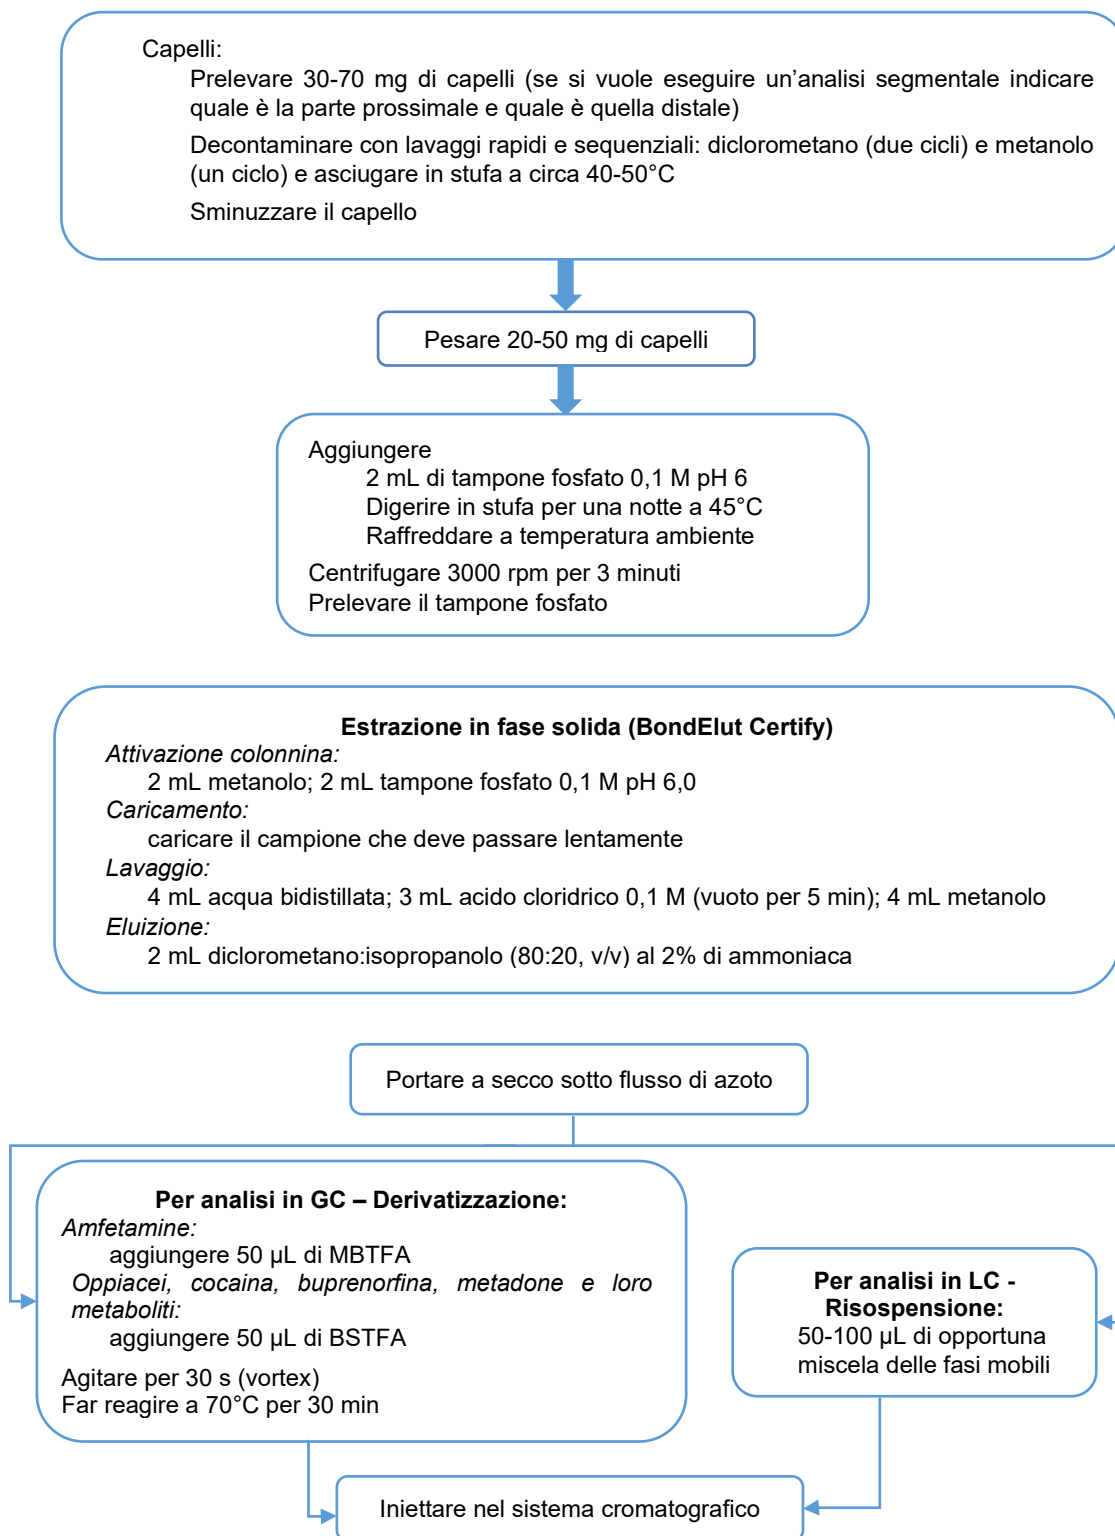 Capelli:
Prelevare 30-70 mg di capelli (se si vuole eseguire un'analisi segmentale indicare
quale è la parte prossimale e quale è quella distale)
Decontaminare con lavaggi rapidi e sequenziali: diclorometano (due cicli) e metanolo
(un ciclo) e asciugare in stufa a circa 40-50°C
Sminuzzare il capello
Pesare 20-50 mg di capelli
Aggiungere
2 mL di tampone fosfato 0,1 M pH 6
Digerire in stufa per una notte a 45°C
Raffreddare a temperatura ambiente
Centrifugare 3000 rpm per 3 minuti
Prelevare il tampone fosfato
Estrazione in fase solida (BondElut Certify)
Attivazione colonnina:
2 mL metanolo; 2 mL tampone fosfato 0,1 M pH 6,0
Caricamento:
caricare il campione che deve passare lentamente
Lavaggio:
4 mL acqua bidistillata; 3 mL acido cloridrico 0,1 M (vuoto per 5 min); 4 mL metanolo
Eluizione:
2 mL diclorometano:isopropanolo (80:20, v/v) al 2% di ammoniaca
Portare a secco sotto flusso di azoto
Per analisi in GC – Derivatizzazione:
Amfetamine:
aggiungere 50 µL di MBTFA
Oppiacei, cocaina, buprenorfina, metadone e loro
metaboliti:
aggiungere 50 µL di BSTFA
Agitare per 30 s (vortex)
Far reagire a 70°C per 30 min
Per analisi in LC -
Risospensione:
50-100 µL di opportuna
miscela delle fasi mobili
Iniettare nel sistema cromatografico